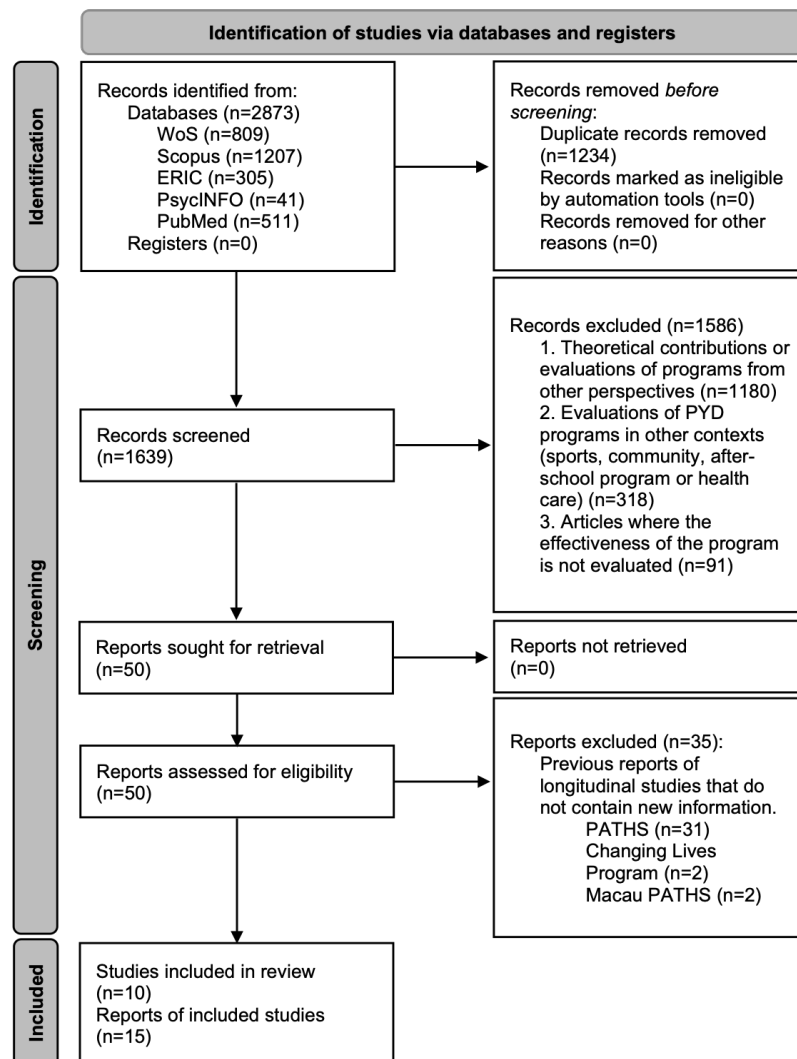 Identification of studies via databases and registers
Identification
Records identified from:
Databases (n=2873)
WoS (n=809)
Scopus (n=1207)
ERIC (n=305)
PsycINFO (n=41)
PubMed (n=511)
Registers (n=0)
Records removed before
screening:
Duplicate records removed
(n=1234)
Records marked as ineligible
by automation tools (n=0)
Records removed for other
reasons (n=0)
Screening
Records screened
(n=1639)
Records excluded (n=1586)
1. Theoretical contributions or
evaluations of programs from
other perspectives (n=1180)
2. Evaluations of PYD
programs in other contexts
(sports, community, after-
school program or health
care) (n=318)
3. Articles where the
effectiveness of the program
is not evaluated (n=91)
Reports sought for retrieval
(n=50)
Reports not retrieved
(n=0)
Reports assessed for eligibility
(n=50)
Reports excluded (n=35):
Previous reports of
longitudinal studies that do
not contain new information.
PATHS (n=31)
Changing Lives
Program (n=2)
Macau PATHS (n=2)
Included
Studies included in review
(n=10)
Reports of included studies
(n=15)